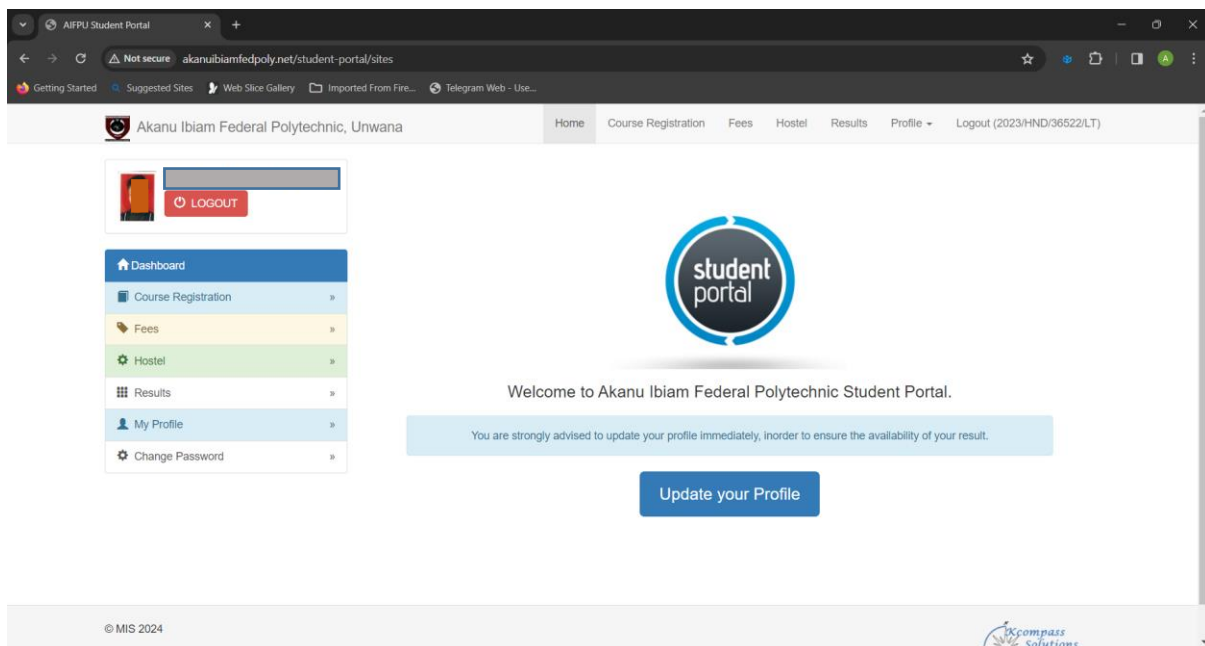 AIFPU Student Portal
Not secure akanuibiamfedpoly.net/student-portal/sites
Getting Started Suggested Sites Web Slice Gallery Imported From Fire... Telegram Web - Use...
Akanu Ibiam Federal Polytechnic, Unwana Home Course Registration Fees Hostel Results Profile Logout (2023/HND/36522/LT)
LOGOUT
Dashboard
Course Registration »
Fees »
Hostel »
Results »
My Profile »
Change Password »
student
portal
Welcome to Akanu Ibiam Federal Polytechnic Student Portal.
You are strongly advised to update your profile immediately, inorder to ensure the availability of your result.
Update your Profile
© MIS 2024
Xcompass
Solutions